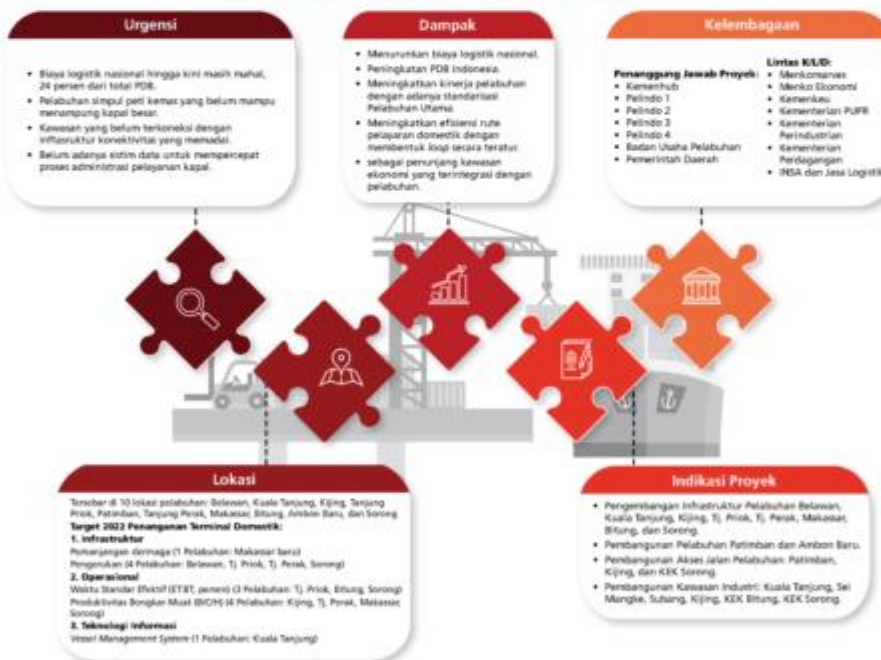 Urgensi
• Biaya logistik nasional hingga kini masih mahal,
24 persen dari total PDB.
• Pelabuhan simpul peti kemas yang belum mampu
menampung kapal besar.
• Kawasan yang belum terkoneksi dengan
infrasruktur konektivitas yang memadai.
• Belum adanya sistim data untuk mempercepat
proses administrasi pelayanan kapal.
Dampak
• Menurunkan biaya logistik nasional.
• Peningkatan PDB Indonesia.
• Meningkatkan kinerja pelabuhan
dengan adanya standarisasi
Pelabuhan Utama.
• Meningkatkan efisiensi rute
pelayaran domestik dengan
membentuk loop secara teratur.
• sebagai penunjang kawasan
ekonomi yang terintegrasi dengan
pelabuhan.
Kelembagaan
Penanggung Jawab Proyek:
• Kemenhub
• Pelindo 1
• Pelindo 2
• Pelindo 3
• Pelindo 4
• Badan Usaha Pelabuhan
• Pemerintah Daerah
Lintas K/L/D:
• Menkomarves
• Menko Ekonomi
• Kemenkeu
• Kementerian PUPR
• Kementerian
Perindustrian
• Kementerian
Perdagangan
• INSA dan Jasa Logistik
Lokasi
Tersebar di 10 lokasi pelabuhan: Belawan, Kuala Tanjung, Kijing, Tanjung
Priok, Patimban, Tanjung Perak, Makassar, Bitung, Ambon Baru, dan Sorong
Target 2022 Penanganan Terminal Domestik:
1. Infrastruktur
Pemanjangan dermaga (1 Pelabuhan: Makassar baru)
Pengerukan (4 Pelabuhan: Belawan, Tj. Priok, Tj. Perak, Sorong)
2. Operasional
Waktu Standar Efektif (ET:BT, persen) (3 Pelabuhan: Tj. Priok, Bitung, Sorong)
Produktivitas Bongkar Muat (B/C/H) (4 Pelabuhan: Kijing, Tj. Perak, Makassar,
Sorong)
3. Teknologi Informasi
Vessel Management System (1 Pelabuhan: Kuala Tanjung)
Indikasi Proyek
• Pengembangan Infrastruktur Pelabuhan Belawan,
Kuala Tanjung, Kijing, Tj. Priok, Tj. Perak, Makassar,
Bitung, dan Sorong.
• Pembangunan Pelabuhan Patimban dan Ambon Baru.
• Pembangunan Akses Jalan Pelabuhan: Patimban,
Kijing, dan KEK Sorong.
• Pembangunan Kawasan Industri: Kuala Tanjung, Sei
Mangke, Subang, Kijing, KEK Bitung, KEK Sorong.